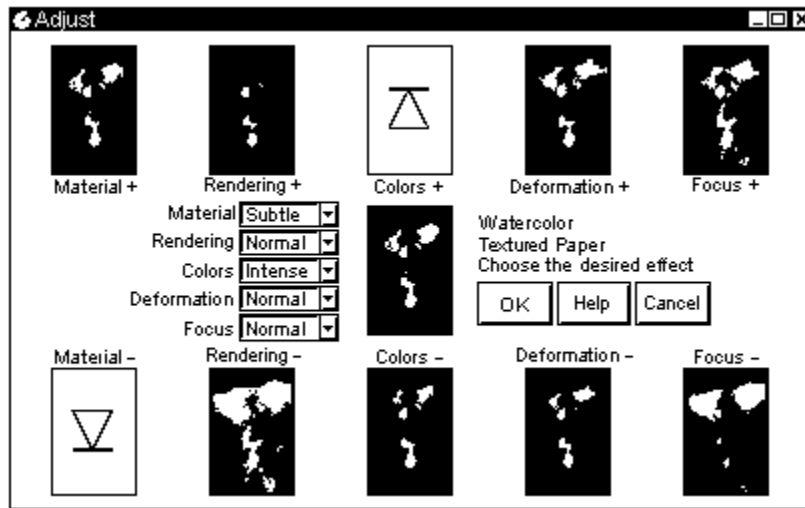 Adjust
Material + Rendering + Colors + Deformation + Focus +
Material Subtle
Rendering Normal
Colors Intense
Deformation Normal
Focus Normal
Watercolor
Textured Paper
Choose the desired effect
OK Help Cancel
Material – Rendering – Colors – Deformation – Focus –